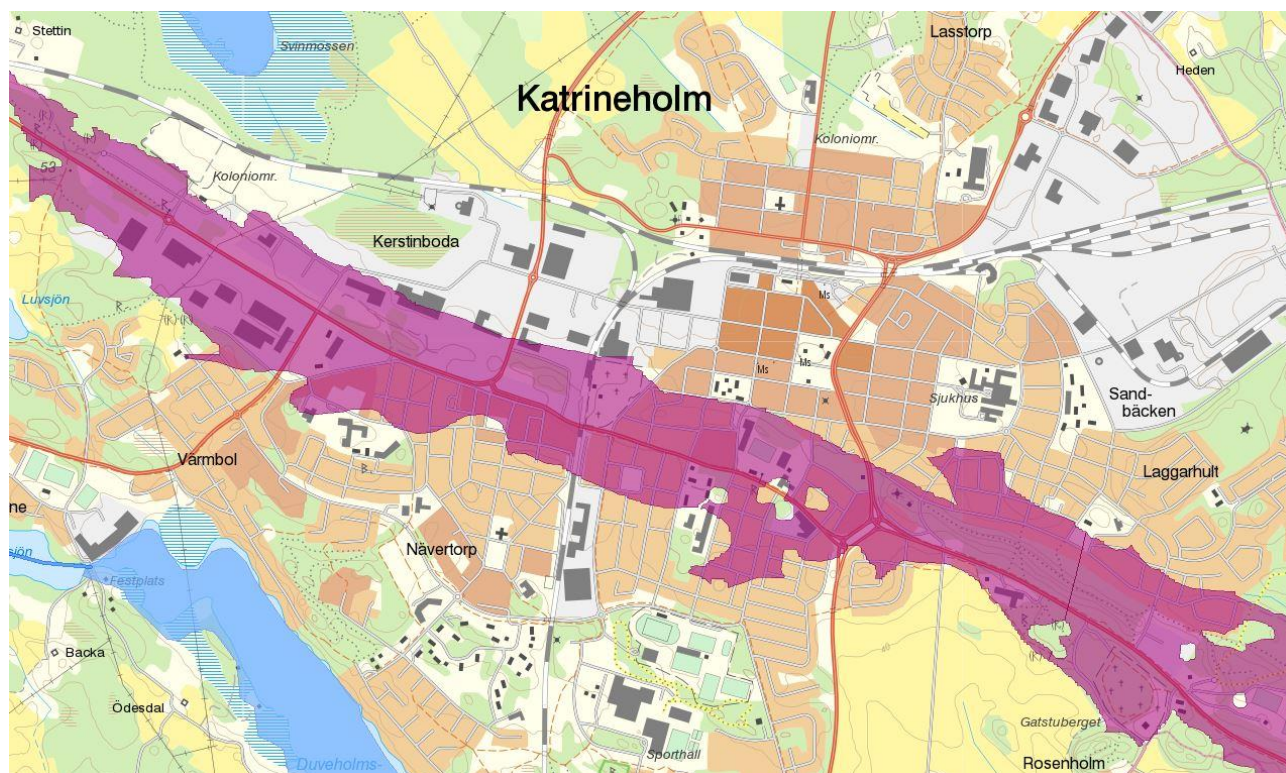 Stettin
Svinmossen
Lasstorp
Heden
Katrineholm
Koloniomr.
53
Koloniomr.
Kerstinboda
Ms
Luvsjön
Ms
Ms
Sjukhus
Sand-
bäcken
Värmbol
Laggarhult
ne
sjön
Nävertorp
Festplats
Backa
40
Ödesdal
Gatstuberget
Sporthall
Duveholms-
Rosenholm